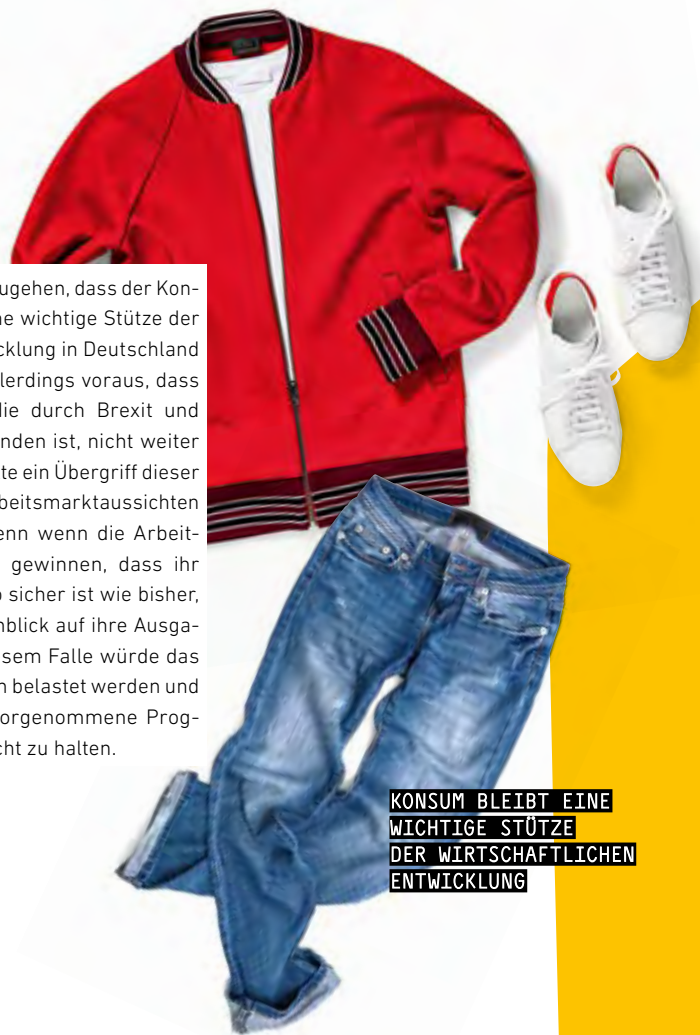 ugehen, dass der Kon-
ne wichtige Stütze der
cklung in Deutschland
lerdings voraus, dass
die durch Brexit und
nden ist, nicht weiter
te ein Übergriff dieser
beitsmarktaussichten
enn wenn die Arbeit-
gewinnen, dass ihr
o sicher ist wie bisher,
nblick auf ihre Ausga-
sem Falle würde das
n belastet werden und
vorgenommene Prog-
cht zu halten.
KONSUM BLEIBT EINE
WICHTIGE STÜTZE
DER WIRTSCHAFTLICHEN
ENTWICKLUNG